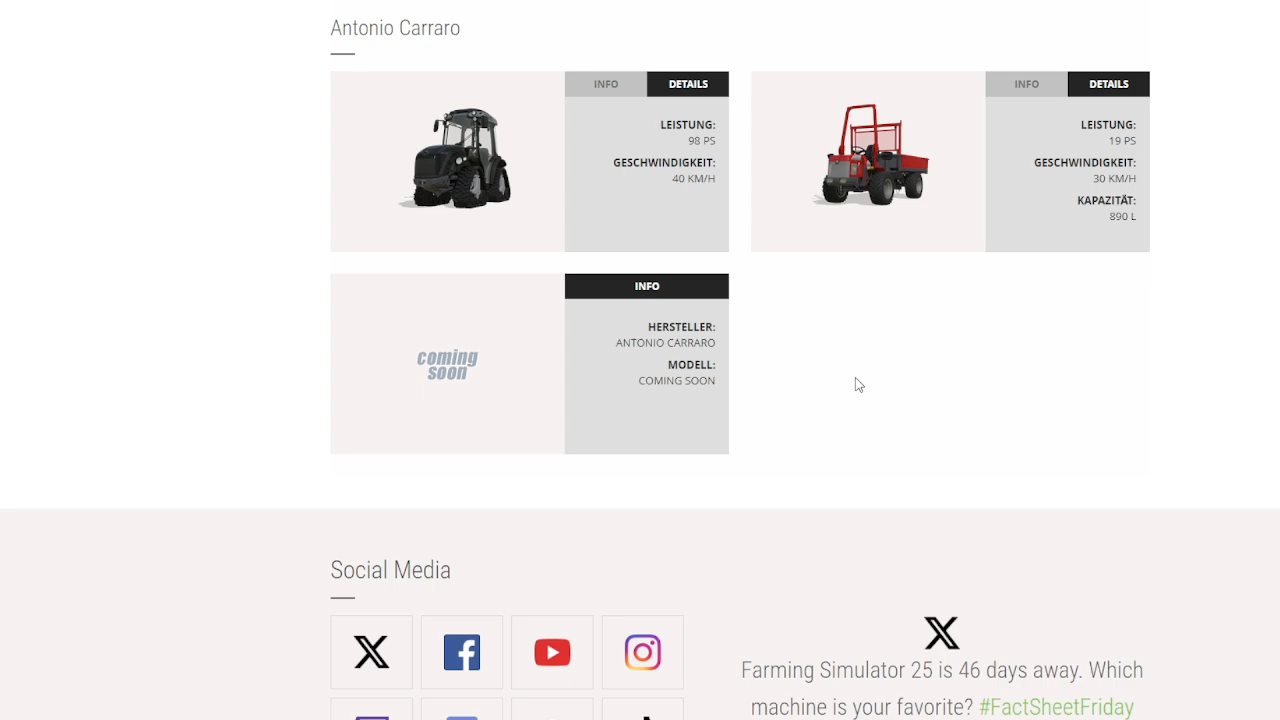 Antonio Carraro
INFO
DETAILS
LEISTUNG:
98 PS
GESCHWINDIGKEIT:
40 KM/H
INFO
DETAILS
LEISTUNG:
19 PS
GESCHWINDIGKEIT:
30 KM/H
KAPAZITÄT:
890 L
coming
soon
INFO
HERSTELLER:
ANTONIO CARRARO
MODELL:
COMING SOON
Social Media
Farming Simulator 25 is 46 days away. Which
machine is your favorite? #FactSheetFriday